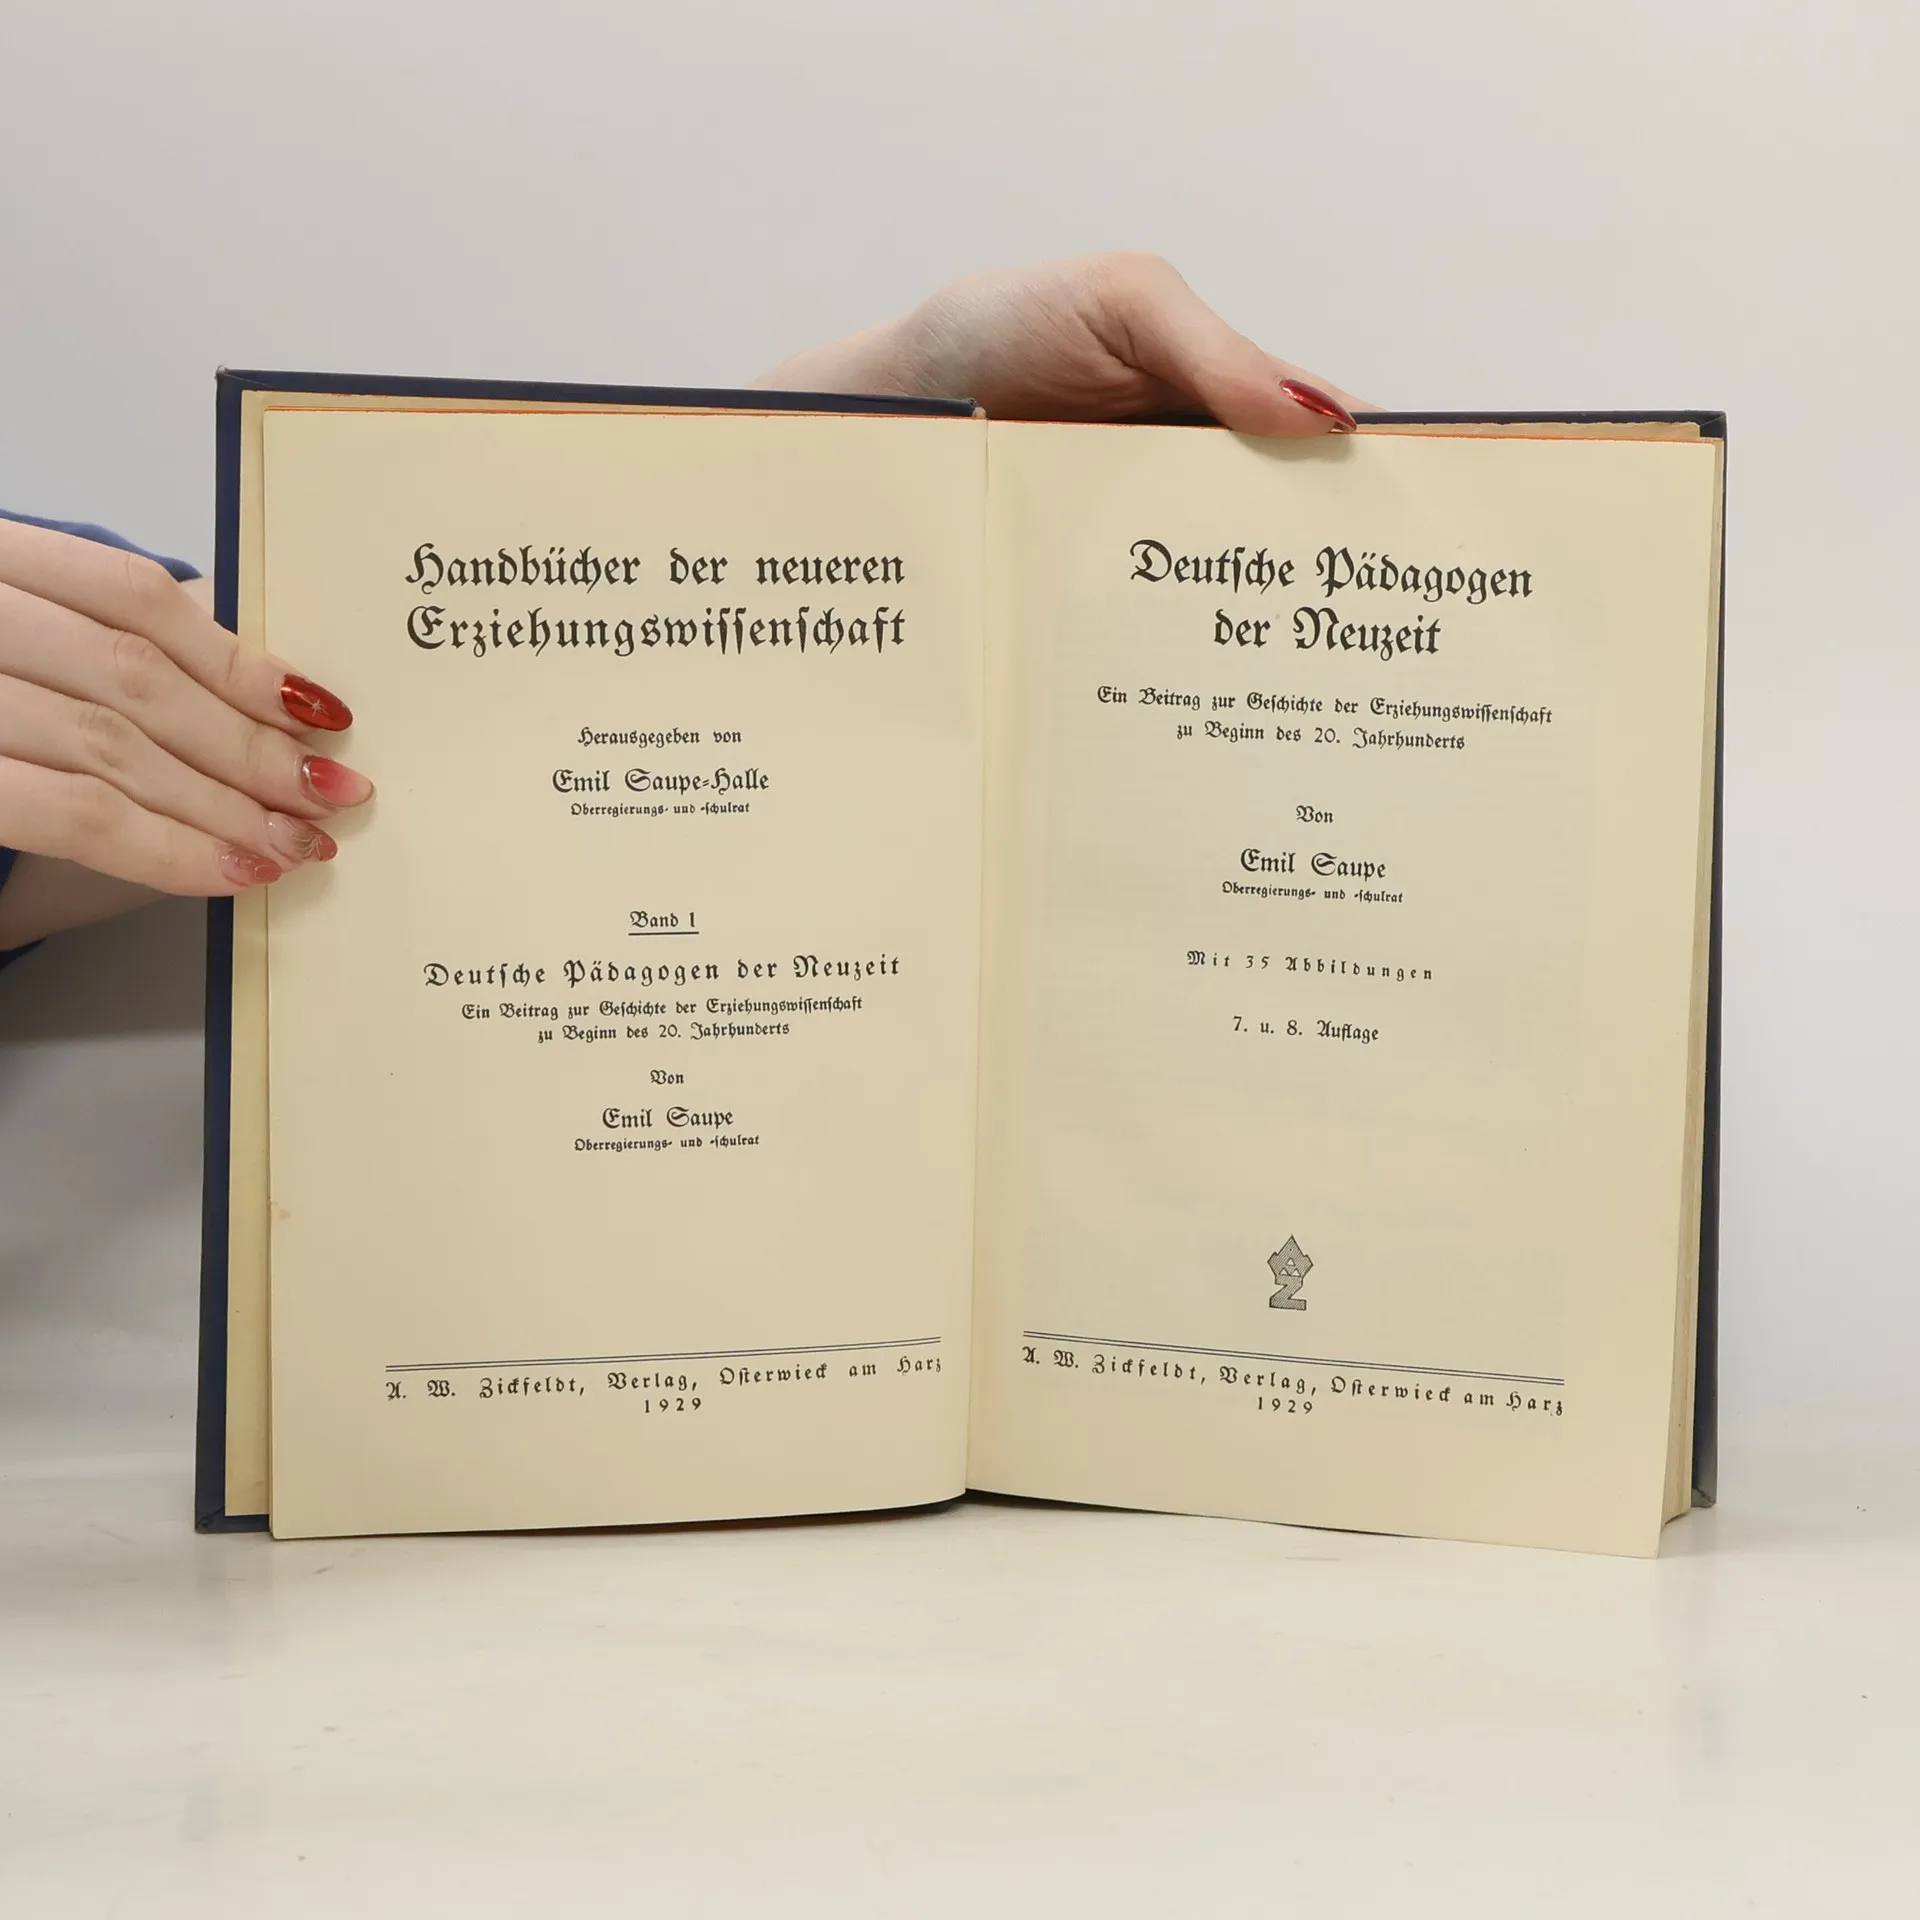 Handbücher der neueren
Erziehungswiſſenſchaft
Herausgegeben von
Emil Saupe-Halle
Oberregierungs- und -ſchulrat
Band 1
Deutſche Pädagogen der Neuzeit
Ein Beitrag zur Geſchichte der Erziehungswiſſenſchaft
zu Beginn des 20. Jahrhunderts
Von
Emil Saupe
Oberregierungs- und -ſchulrat
A. W. Zickfeldt, Verlag, Oſterwieck am Harz
1929
Deutſche Pädagogen
der Neuzeit
Ein Beitrag zur Geſchichte der Erziehungswiſſenſchaft
zu Beginn des 20. Jahrhunderts
Von
Emil Saupe
Oberregierungs- und -ſchulrat
Mit 35 Abbildungen
7. u. 8. Auflage
AZ
A. W. Zickfeldt, Verlag, Oſterwieck am Harz
1929